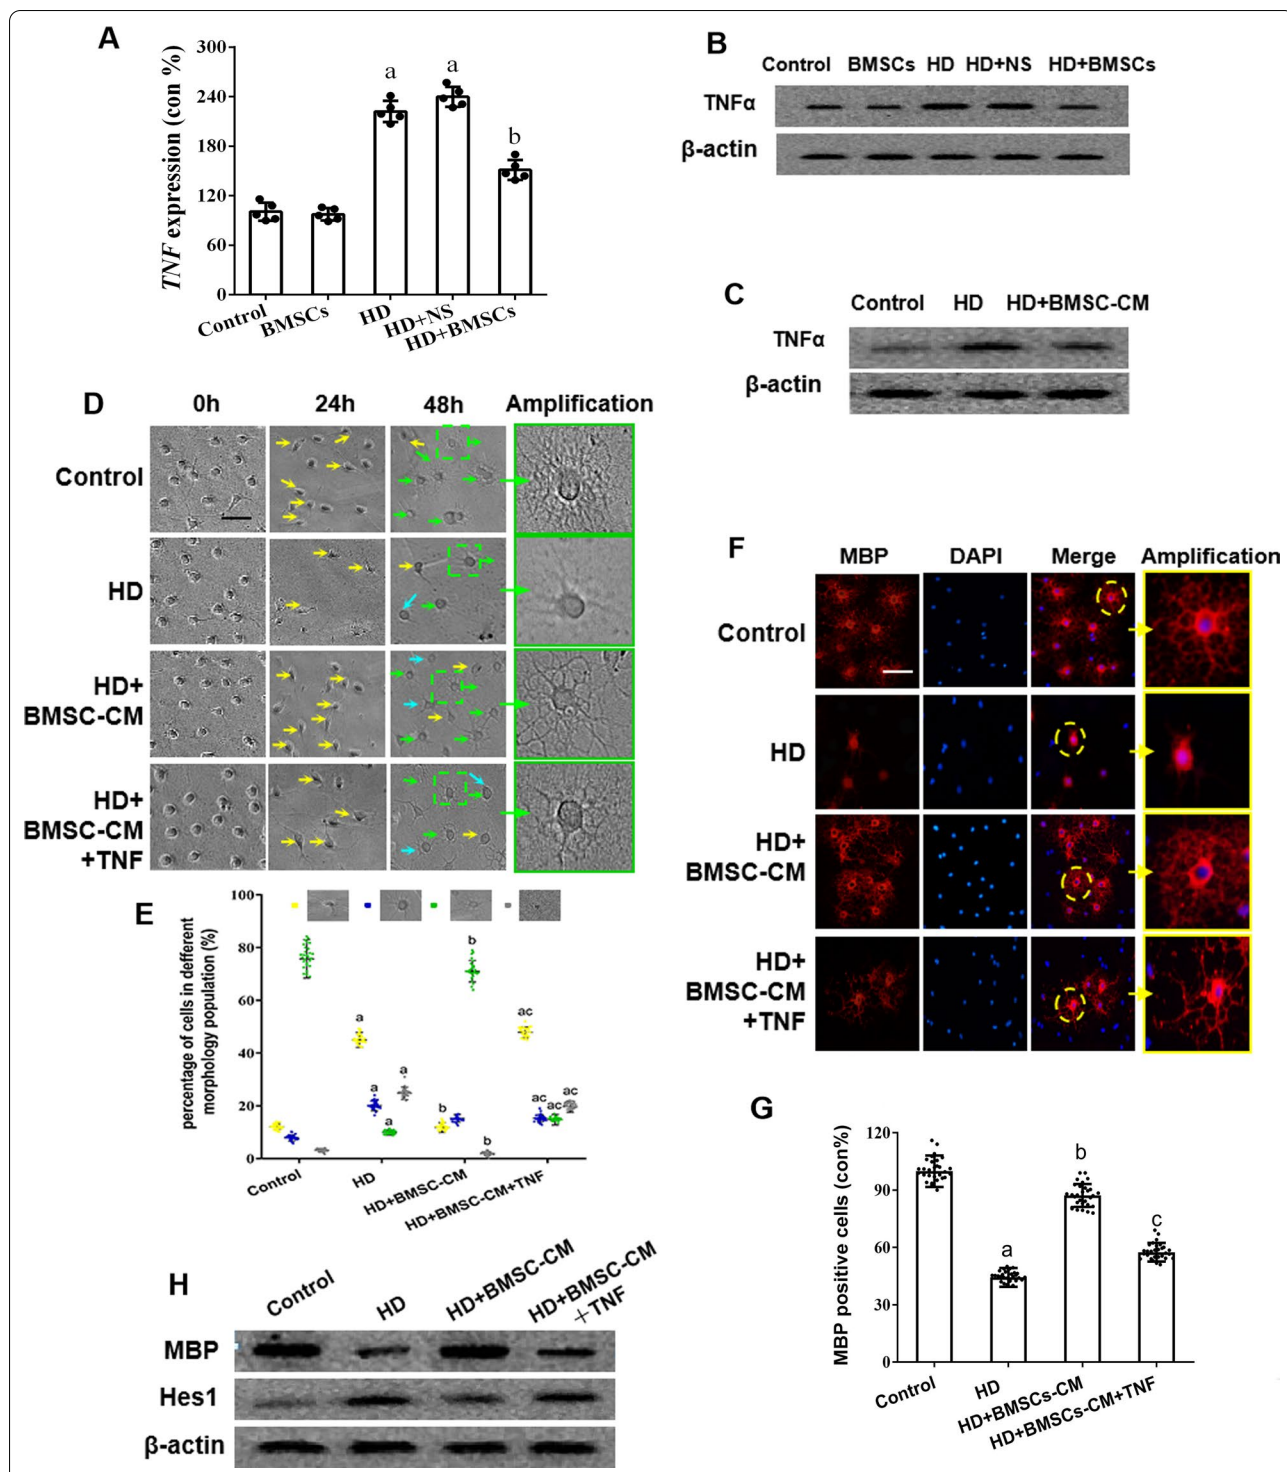 A
TNF expression (con %)
300
240
180
120
60
0
a
a
b
Control
BMSCs
HD
HD+NS
HD+BMSCs
B
Control BMSCs HD HD+NS HD+BMSCs
TNFα
β-actin
C
Control HD HD+BMSC-CM
TNFα
β-actin
D
0h 24h 48h Amplification
Control
HD
HD+
BMSC-CM
HD+
BMSC-CM
+TNF
E
percentage of cells in defferent
morphology population (%)
100
80
60
40
20
0
a
a
a
a
b
b
b
ac
ac
ac
ac
Control
HD
HD+BMSC-CM
HD+BMSC-CM+TNF
F
MBP DAPI Merge Amplification
Control
HD
HD+
BMSC-CM
HD+
BMSC-CM
+TNF
G
MBP positive cells (con%)
120
90
60
30
0
a
b
c
Control
HD
HD+BMSCs-CM
HD+BMSCs-CM+TNF
H
Control
HD
HD+BMSC-CM
HD+BMSC-CM
+TNF
MBP
Hes1
β-actin